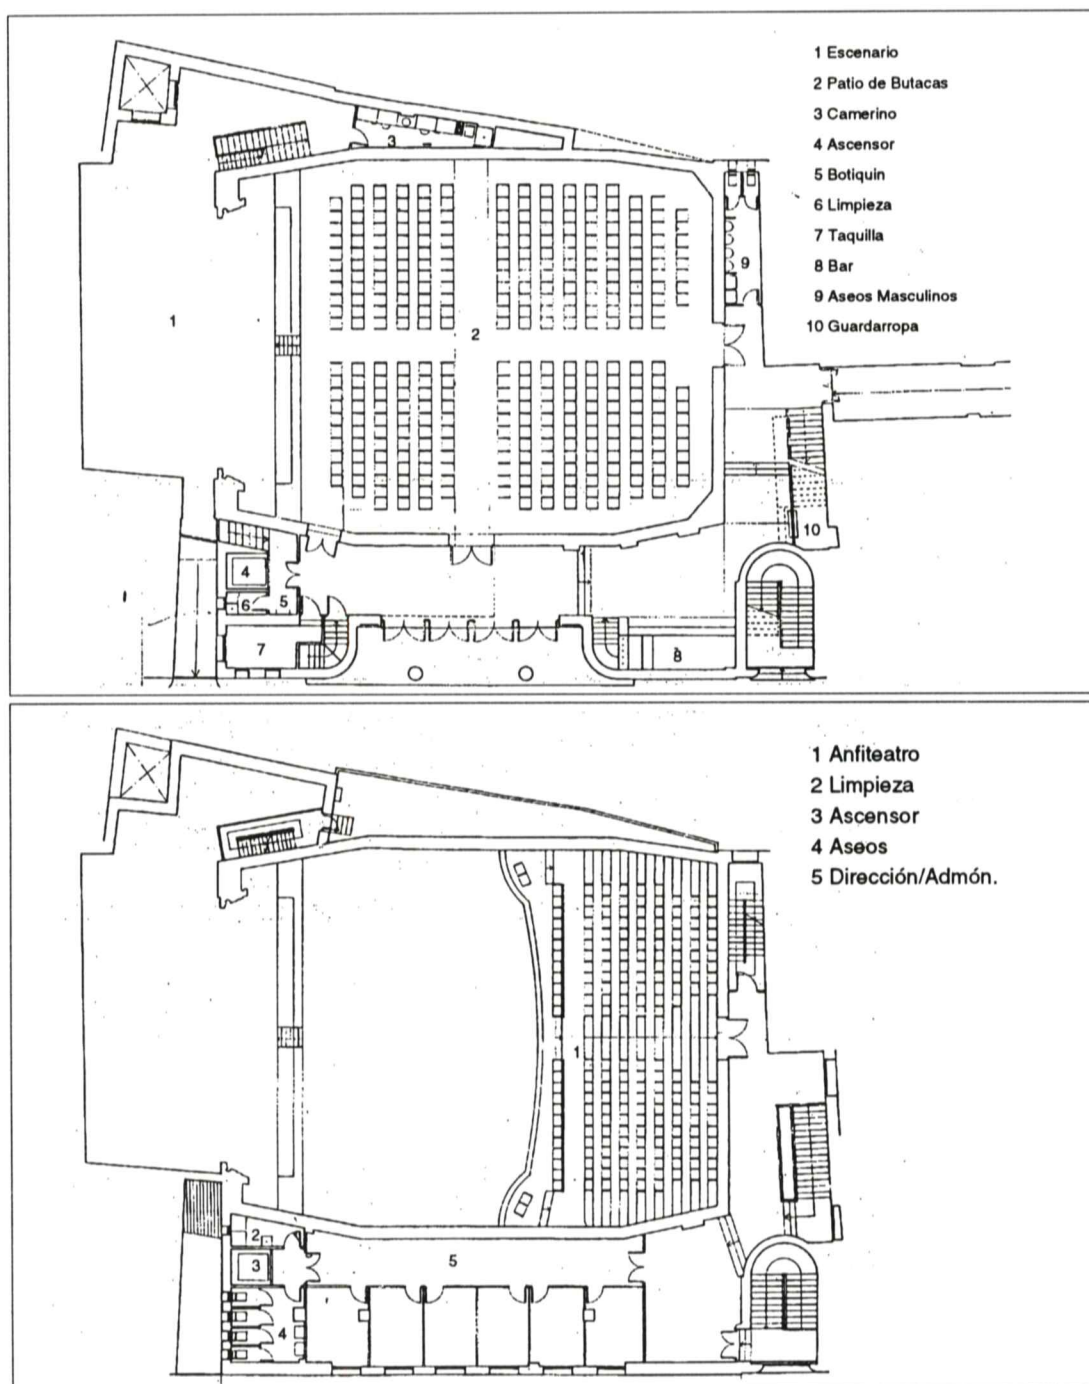 1 Escenario
2 Patio de Butacas
3 Camerino
4 Ascensor
5 Botiquin
6 Limpieza
7 Taquilla
8 Bar
9 Aseos Masculinos
10 Guardarropa
3
1
2
9
10
4
6
5
7
8
1 Anfiteatro
2 Limpieza
3 Ascensor
4 Aseos
5 Dirección/Admón.
1
2
3
5
4